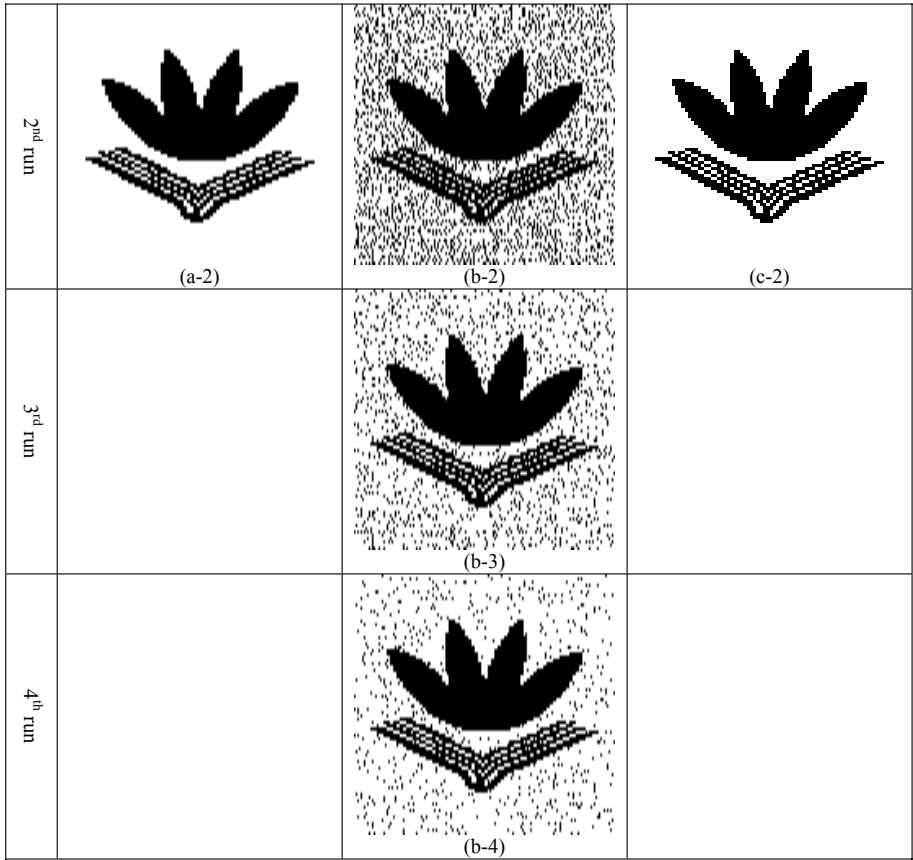 2nd run
(a-2)
(b-2)
(c-2)
3rd run
(b-3)
4th run
(b-4)